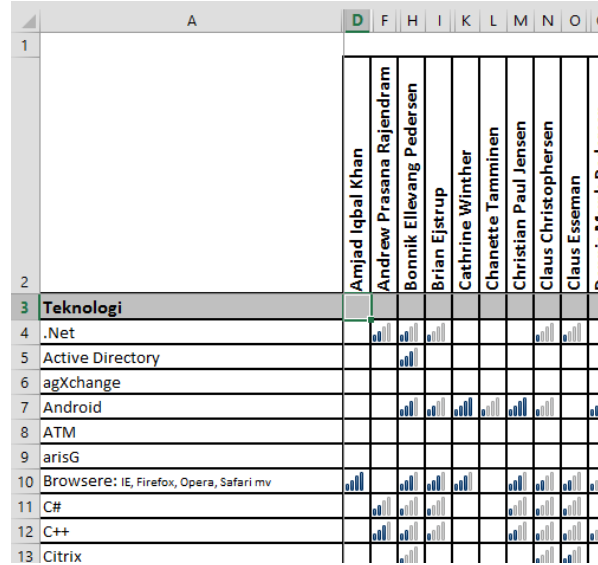 A D F H I K L M N O
1
2 Amjad Iqbal Khan Andrew Prasana Rajendram Bonnik Ellevang Pedersen Brian Ejstrup Cathrine Winther Chanette Tamminen Christian Paul Jensen Claus Christophersen Claus Esseman
3 Teknologi
4 .Net
5 Active Directory
6 agXchange
7 Android
8 ATM
9 arisG
10 Browsere: IE, Firefox, Opera, Safari mv
11 C#
12 C++
13 Citrix